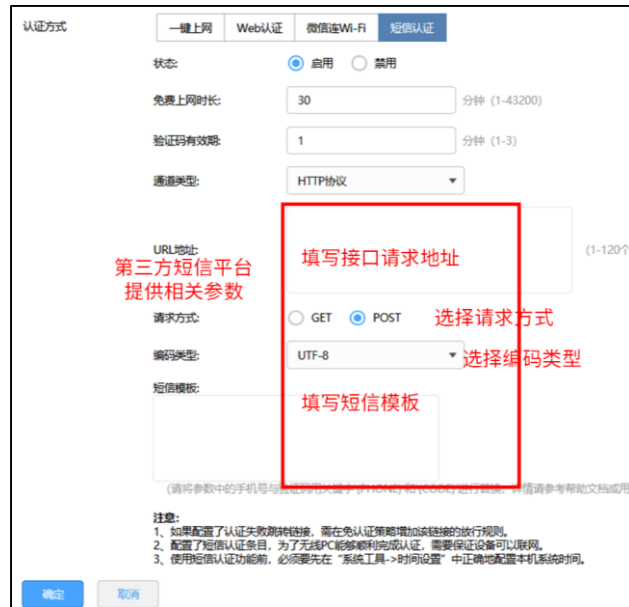 认证方式
一键上网 Web认证 微信连Wi-Fi 短信认证
状态: 启用 禁用
免费上网时长: 30 分钟 (1-43200)
验证码有效期: 1 分钟 (1-3)
通道类型: HTTP协议
URL地址: 填写接口请求地址 (1-120个
第三方短信平台
提供相关参数
请求方式: GET POST 选择请求方式
编码类型: UTF-8 选择编码类型
短信模板: 填写短信模板
(请将参数中的手机号与验证码用关键字 {PHONE} 和 {CODE} 进行替换，详情请参考帮助文档或用
注意:
1、如果配置了认证失败跳转链接，需在免认证策略增加该链接的放行规则。
2、配置了短信认证条目，为了无线PC能够顺利完成认证，需要保证设备可以联网。
3、使用短信认证功能前，必须要先在“系统工具->时间设置”中正确地配置本机系统时间。
确定 取消